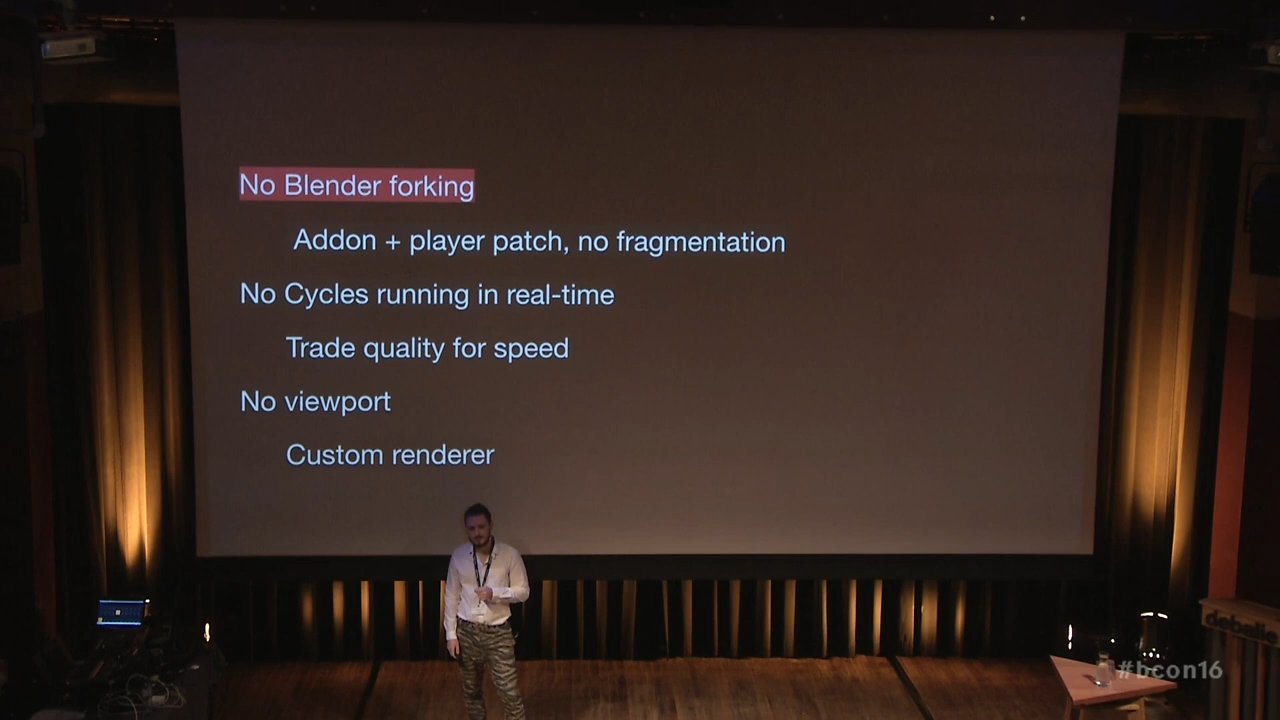 No Blender forking
Addon + player patch, no fragmentation
No Cycles running in real-time
Trade quality for speed
No viewport
Custom renderer
debalie
#bcon16